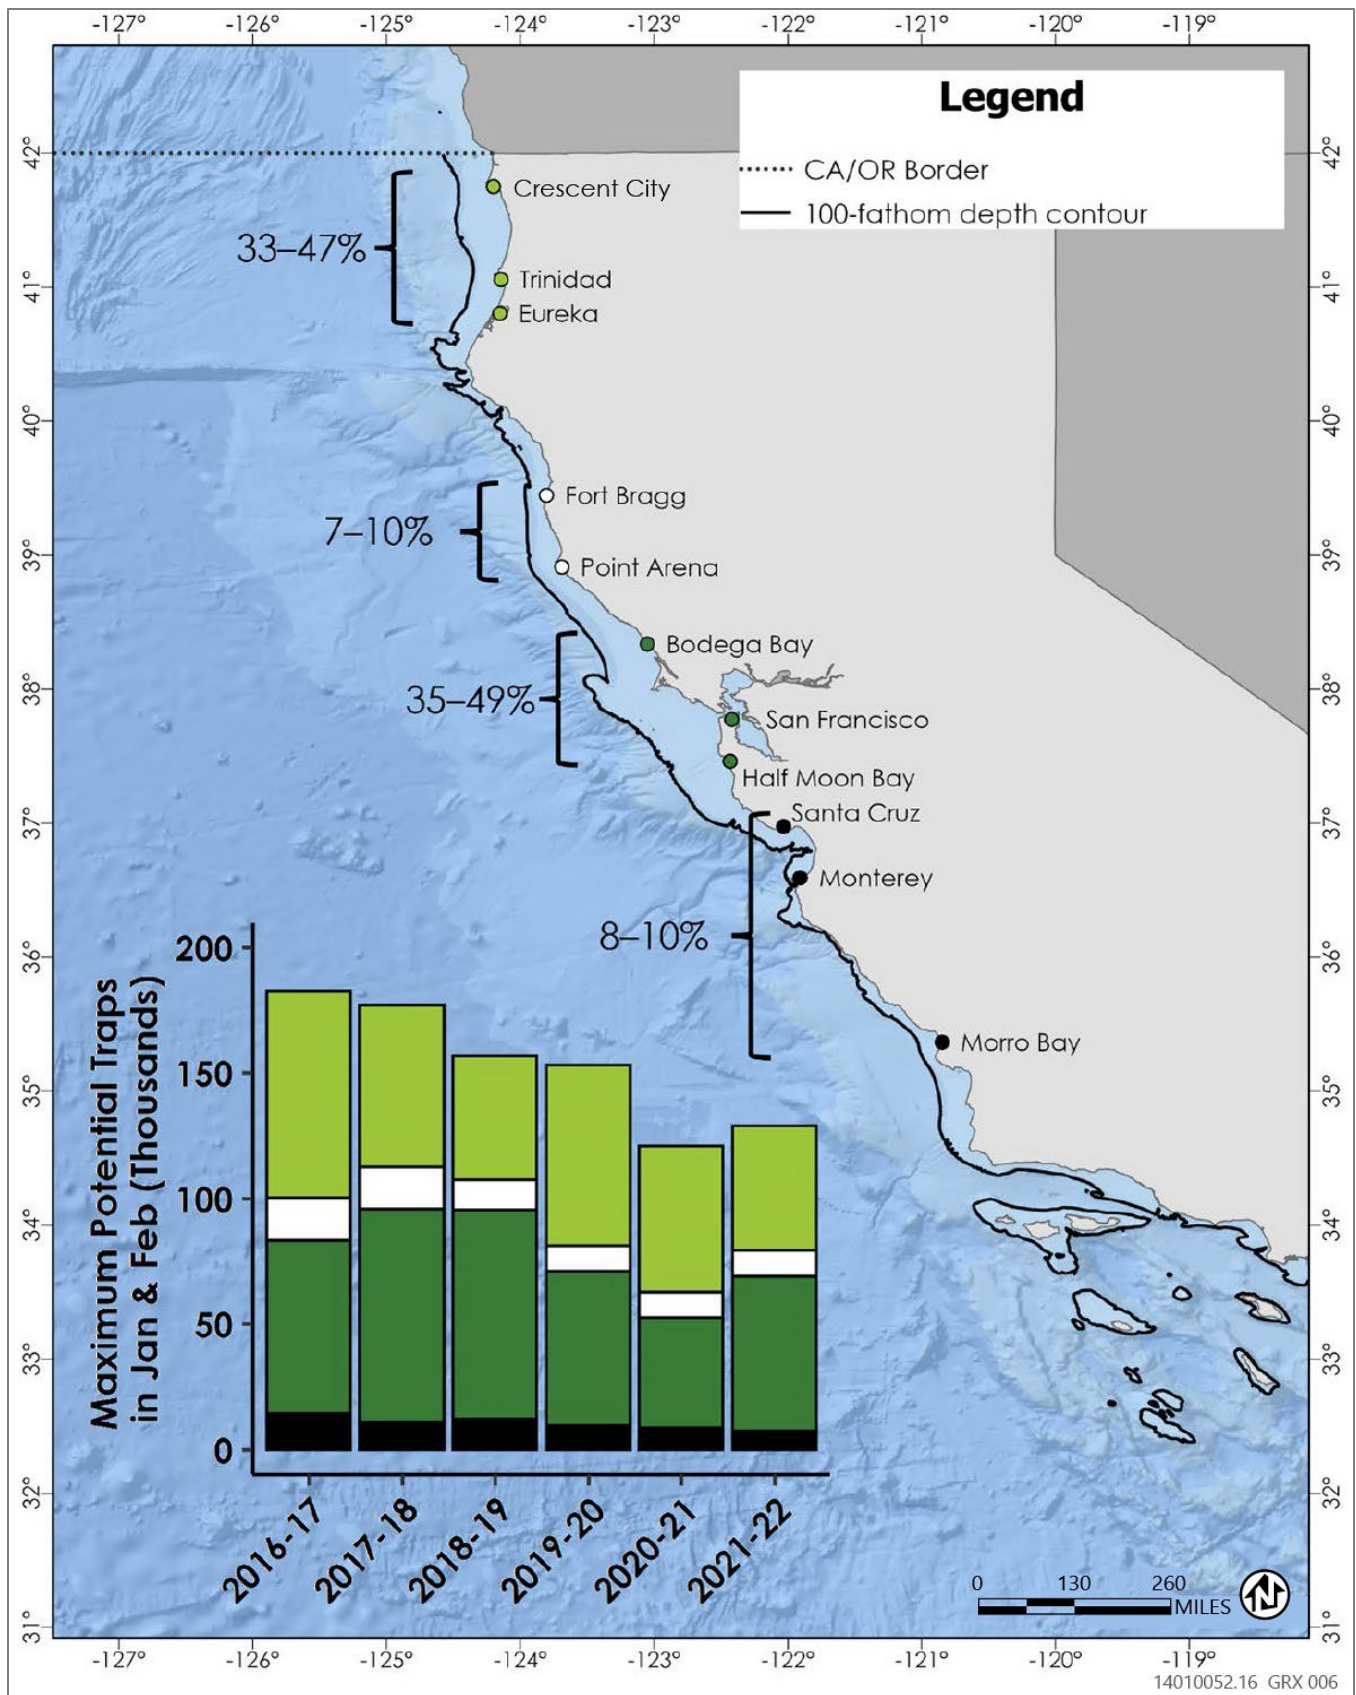 -127° -126° -125° -124° -123° -122° -121° -120° -119°
Legend
CA/OR Border
100-fathom depth contour
42° 42°
Crescent City
33–47%
Trinidad
41° 41°
Eureka
40° 40°
Fort Bragg
7–10%
39° 39°
Point Arena
Bodega Bay
38° 38°
35–49%
San Francisco
Half Moon Bay
Santa Cruz
37° 37°
Monterey
8–10%
36° 36°
Morro Bay
35° 35°
34° 34°
33° 33°
32° 32°
31° 31°
Maximum Potential Traps
in Jan & Feb (Thousands)
200
150
100
50
0
2016-17
2017-18
2018-19
2019-20
2020-21
2021-22
0 130 260
MILES
N
-127° -126° -125° -124° -123° -122° -121° -120° -119°
14010052.16 GRX 006